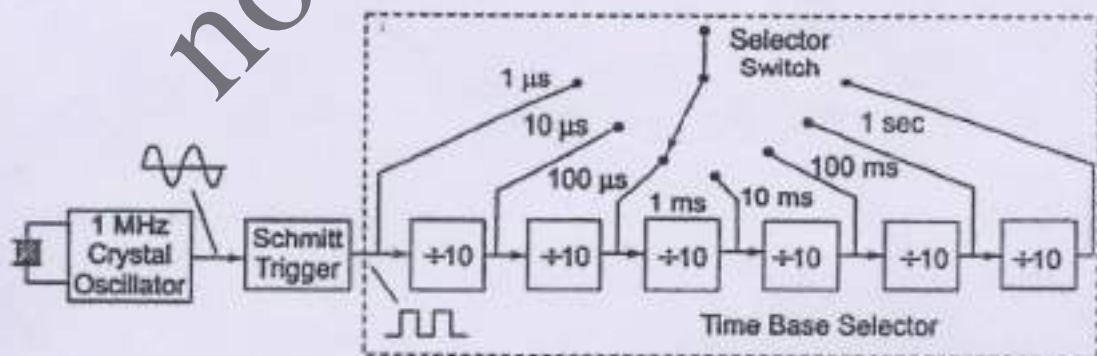 no
Selector
Switch
1 μs
10 μs
100 μs
1 ms
10 ms
100 ms
1 sec
1 MHz
Crystal
Oscillator
Schmitt
Trigger
÷10
÷10
÷10
÷10
÷10
÷10
Time Base Selector